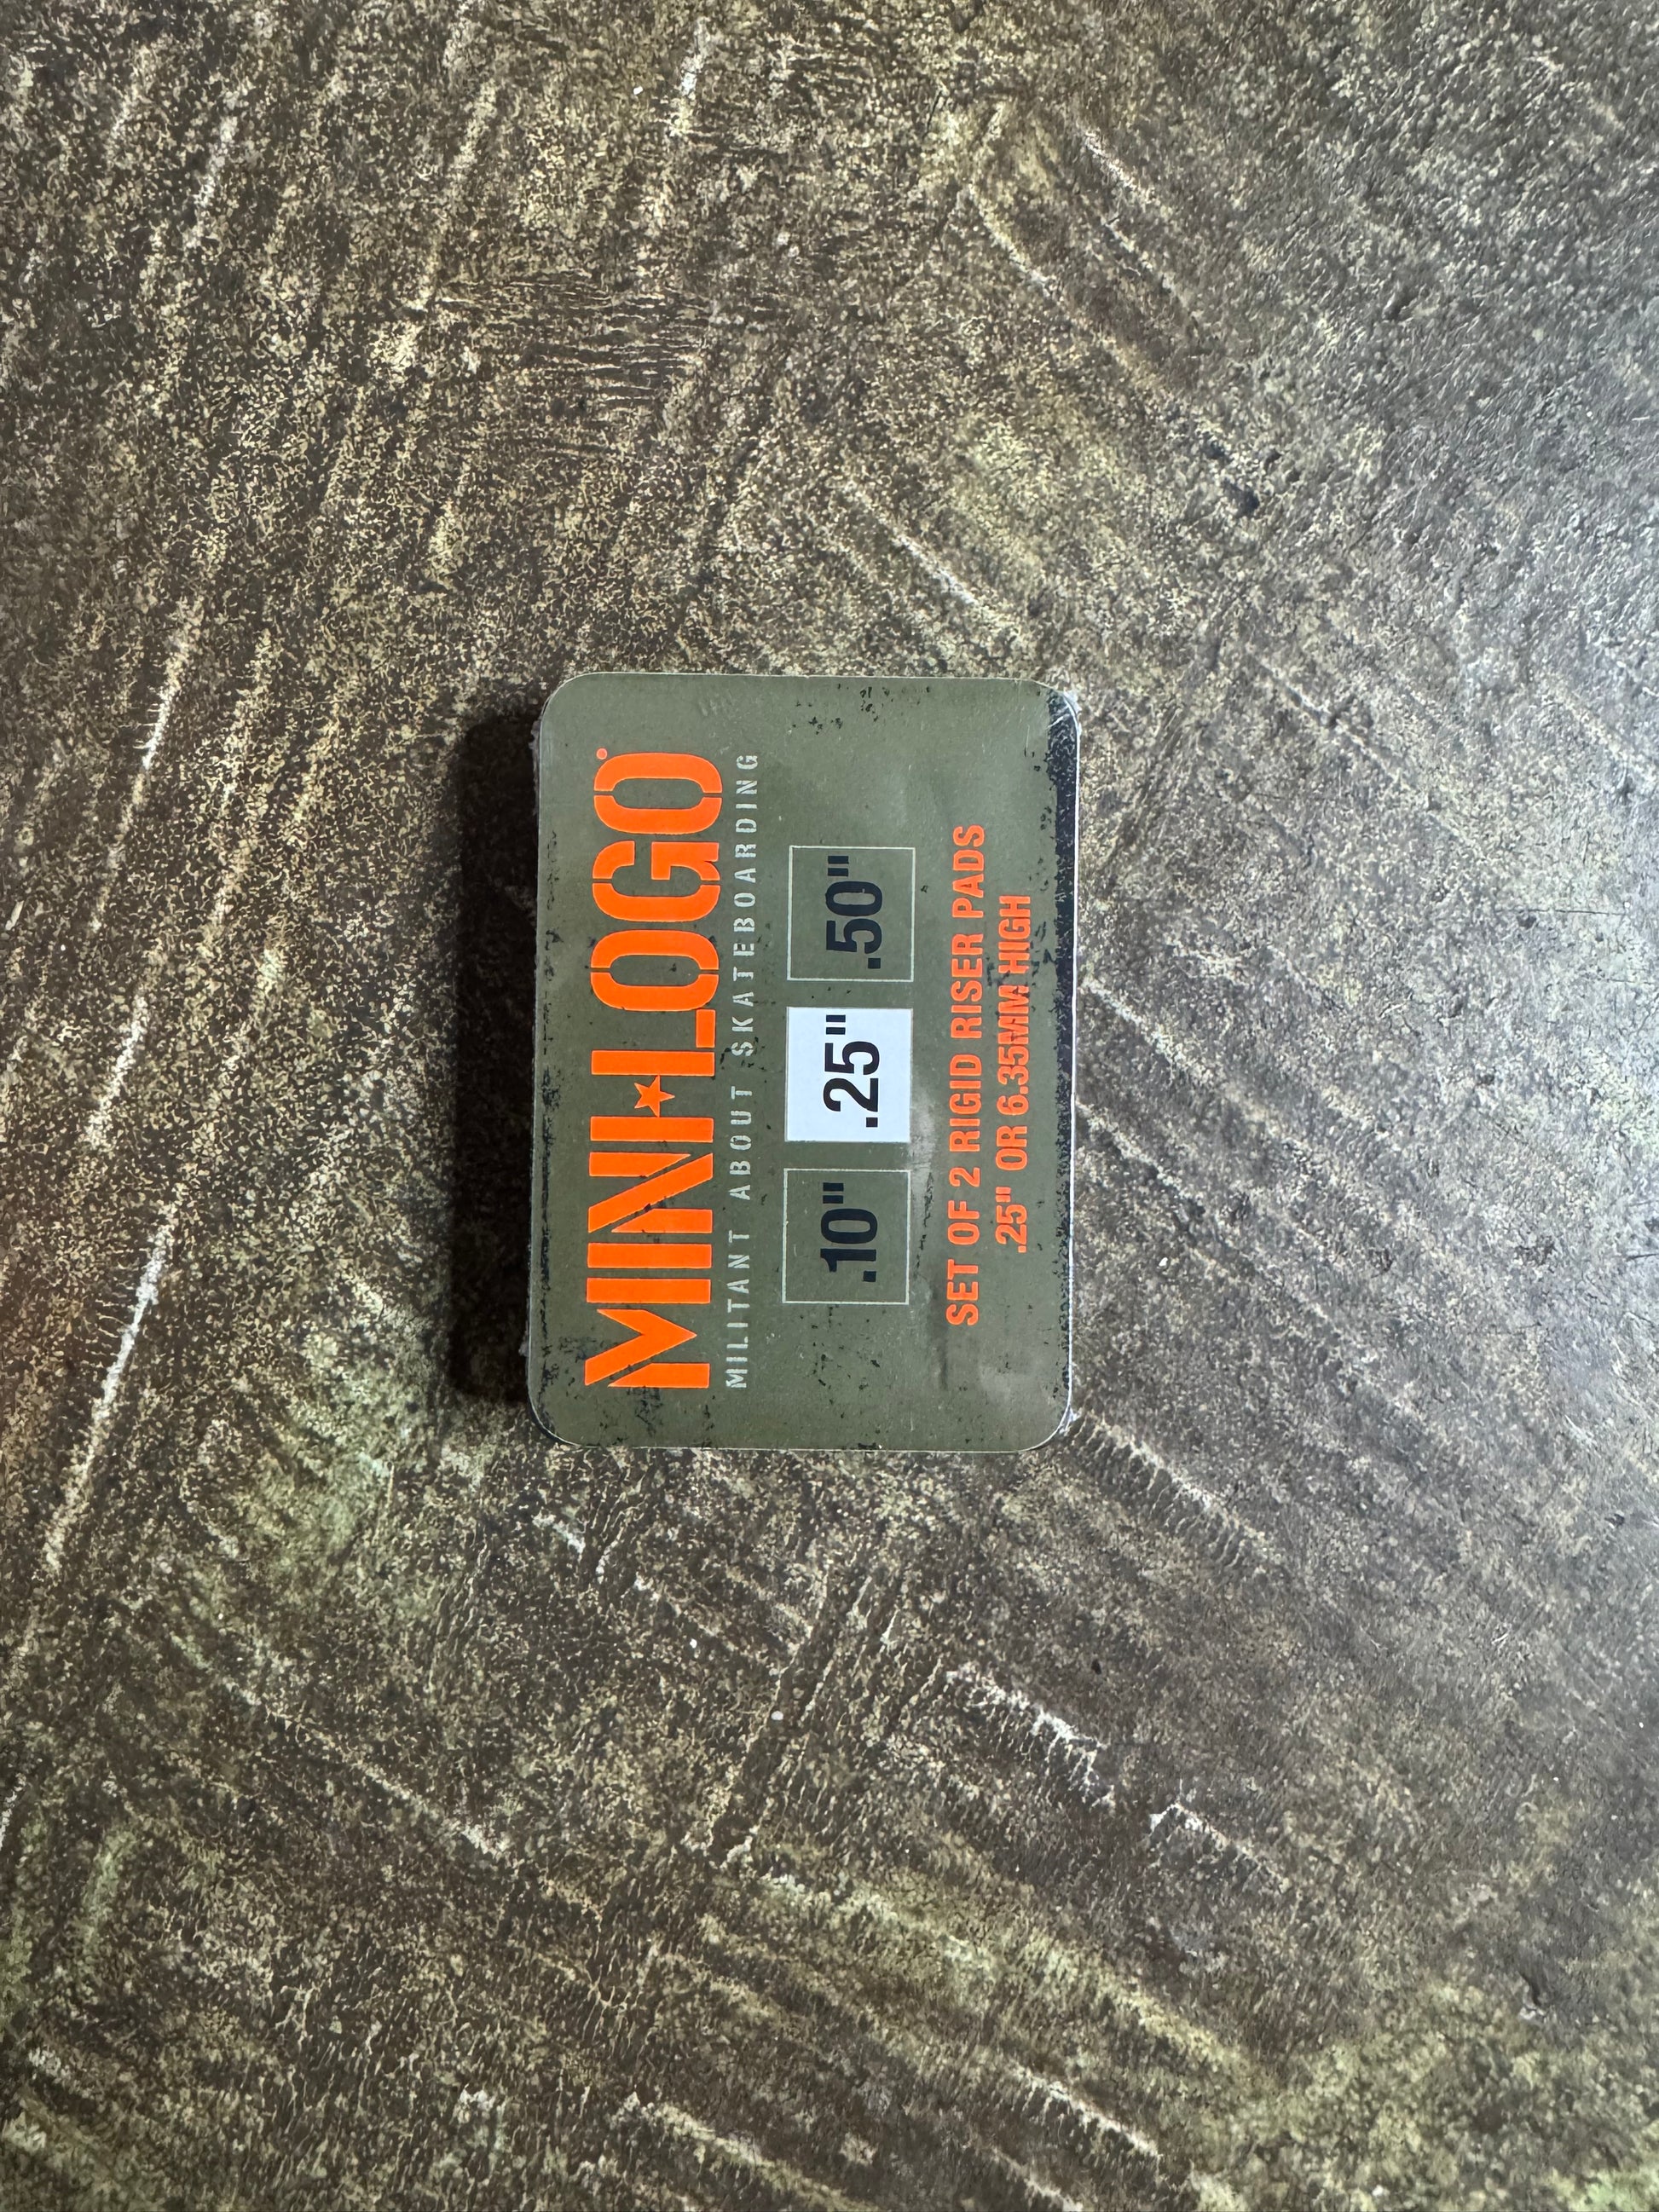 MINI★LOGO
MILITANT ABOUT SKATEBOARDING
.10" .25" .50"
SET OF 2 RIGID RISER PADS
.25" OR 6.35MM HIGH